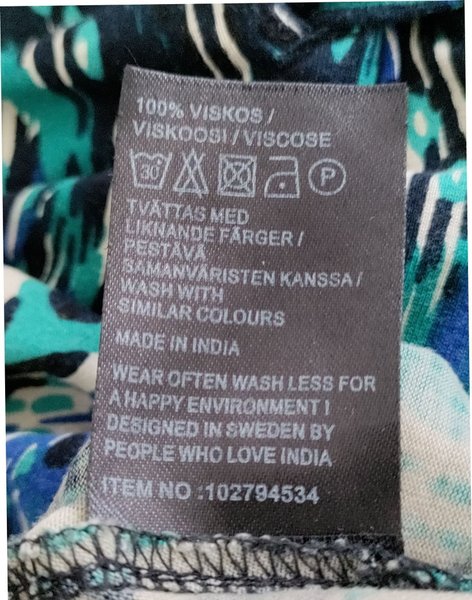 100% VISKOS /
VISKOOSI / VISCOSE
30° P
TVÄTTAS MED
LIKNANDE FÄRGER /
PESTÄVÄ
SAMANVÄRISTEN KANSSA /
WASH WITH
SIMILAR COLOURS
MADE IN INDIA
WEAR OFTEN WASH LESS FOR
A HAPPY ENVIRONMENT !
DESIGNED IN SWEDEN BY
PEOPLE WHO LOVE INDIA
ITEM NO :102794534